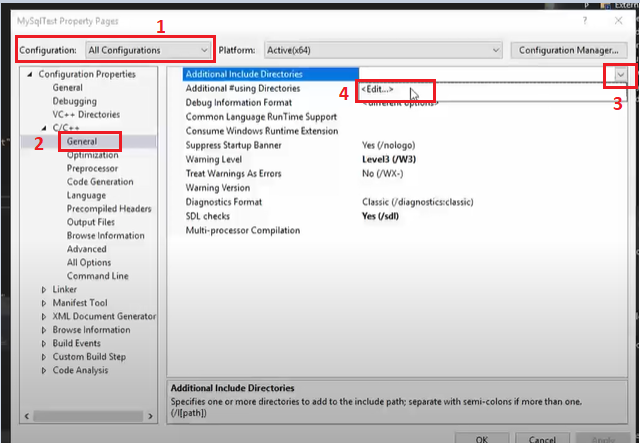 Extern
MySqlTest Property Pages
? ×
1
Configuration: All Configurations
Platform: Active(x64)
Configuration Manager...
Configuration Properties
General
Debugging
VC++ Directories
C/C++
2
General
Optimization
Preprocessor
Code Generation
Language
Precompiled Headers
Output Files
Browse Information
Advanced
All Options
Command Line
Linker
Manifest Tool
XML Document Generator
Browse Information
Build Events
Custom Build Step
Code Analysis
Additional Include Directories
3
Additional #using Directories
4 <Edit...>
Debug Information Format <different options>
Common Language RunTime Support
Consume Windows Runtime Extension
Suppress Startup Banner Yes (/nologo)
Warning Level Level3 (/W3)
Treat Warnings As Errors No (/WX-)
Warning Version
Diagnostics Format Classic (/diagnostics:classic)
SDL checks Yes (/sdl)
Multi-processor Compilation
Additional Include Directories
Specifies one or more directories to add to the include path; separate with semi-colons if more than one.
(/I[path])
OK Cancel Apply